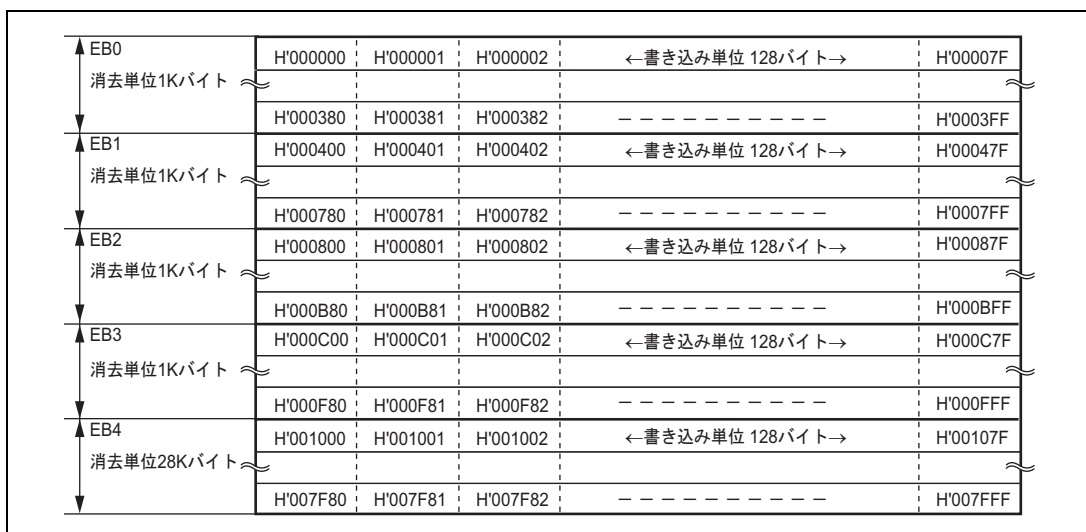 EB0
消去単位1Kバイト
H'000000 H'000001 H'000002 ←書き込み単位 128バイト→ H'00007F
H'000380 H'000381 H'000382 － － － － － － － － － － H'0003FF
EB1
消去単位1Kバイト
H'000400 H'000401 H'000402 ←書き込み単位 128バイト→ H'00047F
H'000780 H'000781 H'000782 － － － － － － － － － － H'0007FF
EB2
消去単位1Kバイト
H'000800 H'000801 H'000802 ←書き込み単位 128バイト→ H'00087F
H'000B80 H'000B81 H'000B82 － － － － － － － － － － H'000BFF
EB3
消去単位1Kバイト
H'000C00 H'000C01 H'000C02 ←書き込み単位 128バイト→ H'000C7F
H'000F80 H'000F81 H'000F82 － － － － － － － － － － H'000FFF
EB4
消去単位28Kバイト
H'001000 H'001001 H'001002 ←書き込み単位 128バイト→ H'00107F
H'007F80 H'007F81 H'007F82 － － － － － － － － － － H'007FFF